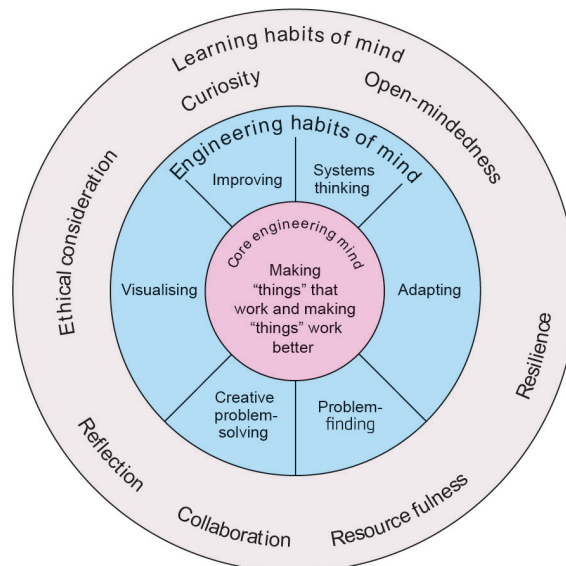 Learning habits of mind
Curiosity
Open-mindedness
Resilience
Resource fulness
Collaboration
Reflection
Ethical consideration
Engineering habits of mind
Improving
Systems
thinking
Adapting
Problem-
finding
Creative
problem-
solving
Visualising
Core engineering mind
Making
“things” that
work and making
“things” work
better